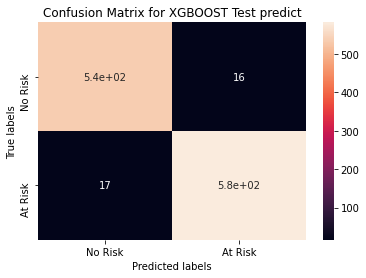 Confusion Matrix for XGBOOST Test predict
True labels
No Risk
At Risk
5.4e+02
16
17
5.8e+02
No Risk
At Risk
Predicted labels
500
400
300
200
100